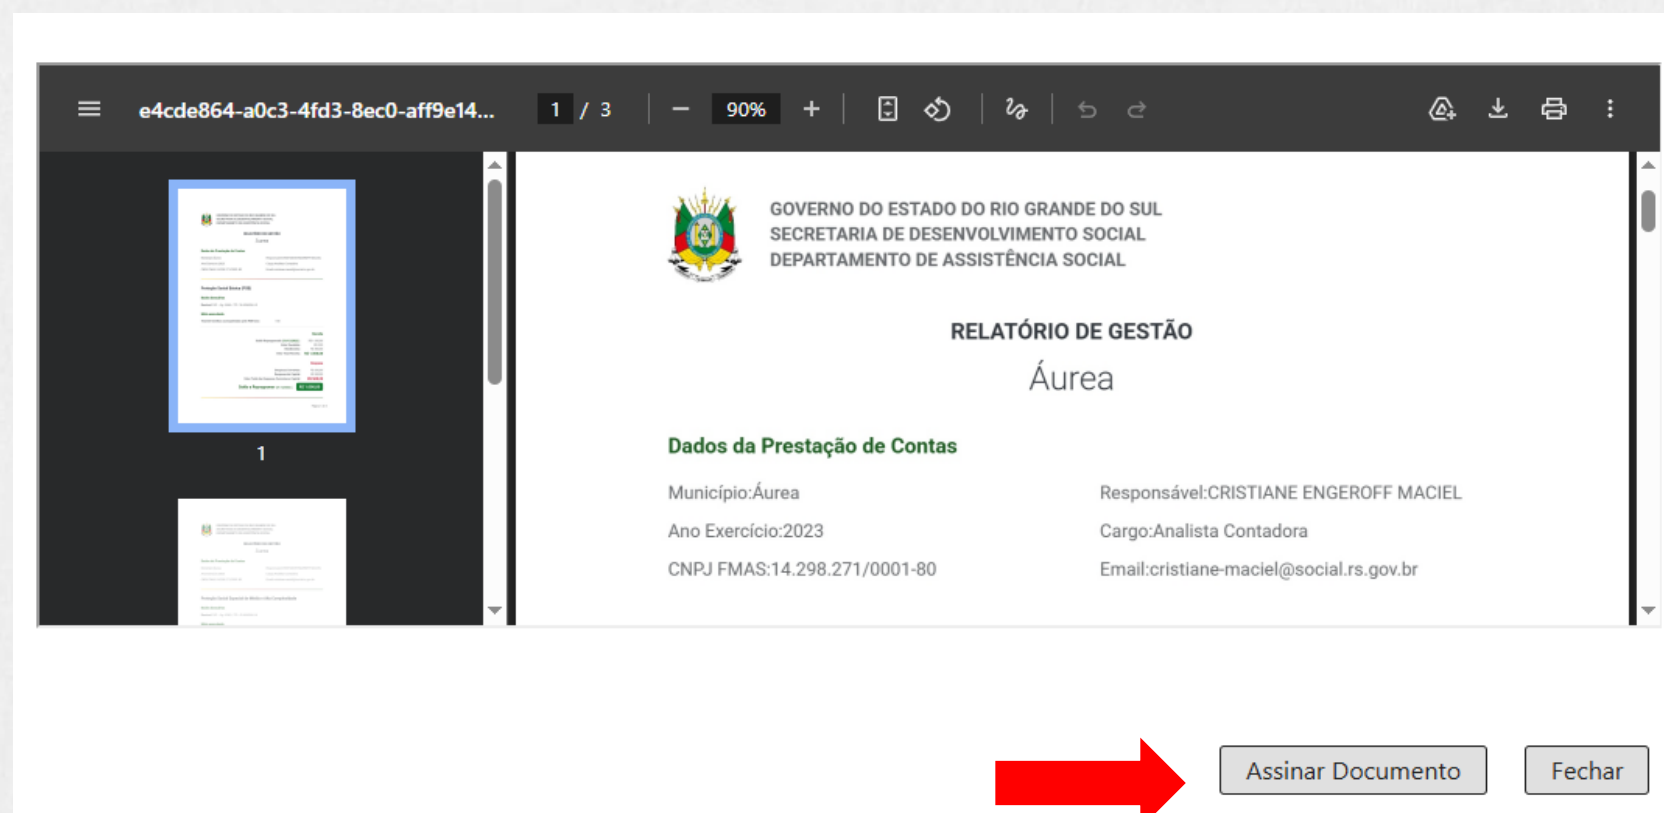 e4cde864-a0c3-4fd3-8ec0-aff9e14...
1 / 3
90%
1
GOVERNO DO ESTADO DO RIO GRANDE DO SUL
SECRETARIA DE DESENVOLVIMENTO SOCIAL
DEPARTAMENTO DE ASSISTÊNCIA SOCIAL
RELATÓRIO DE GESTÃO
Áurea
Dados da Prestação de Contas
Município:Áurea
Responsável:CRISTIANE ENGEROFF MACIEL
Ano Exercício:2023
Cargo:Analista Contadora
CNPJ FMAS:14.298.271/0001-80
Email:cristiane-maciel@social.rs.gov.br
Assinar Documento
Fechar